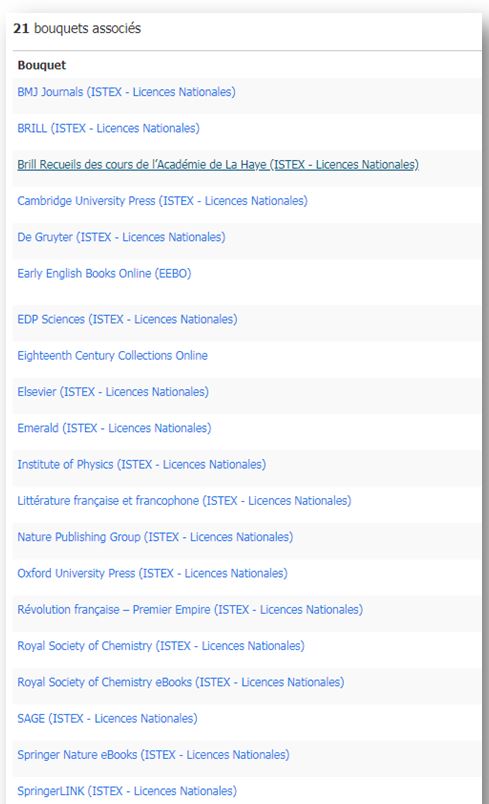 21 bouquets associés
Bouquet
BMJ Journals (ISTEX - Licences Nationales)
BRILL (ISTEX - Licences Nationales)
Brill Recueils des cours de l’Académie de La Haye (ISTEX - Licences Nationales)
Cambridge University Press (ISTEX - Licences Nationales)
De Gruyter (ISTEX - Licences Nationales)
Early English Books Online (EEBO)
EDP Sciences (ISTEX - Licences Nationales)
Eighteenth Century Collections Online
Elsevier (ISTEX - Licences Nationales)
Emerald (ISTEX - Licences Nationales)
Institute of Physics (ISTEX - Licences Nationales)
Littérature française et francophone (ISTEX - Licences Nationales)
Nature Publishing Group (ISTEX - Licences Nationales)
Oxford University Press (ISTEX - Licences Nationales)
Révolution française – Premier Empire (ISTEX - Licences Nationales)
Royal Society of Chemistry (ISTEX - Licences Nationales)
Royal Society of Chemistry eBooks (ISTEX - Licences Nationales)
SAGE (ISTEX - Licences Nationales)
Springer Nature eBooks (ISTEX - Licences Nationales)
SpringerLINK (ISTEX - Licences Nationales)